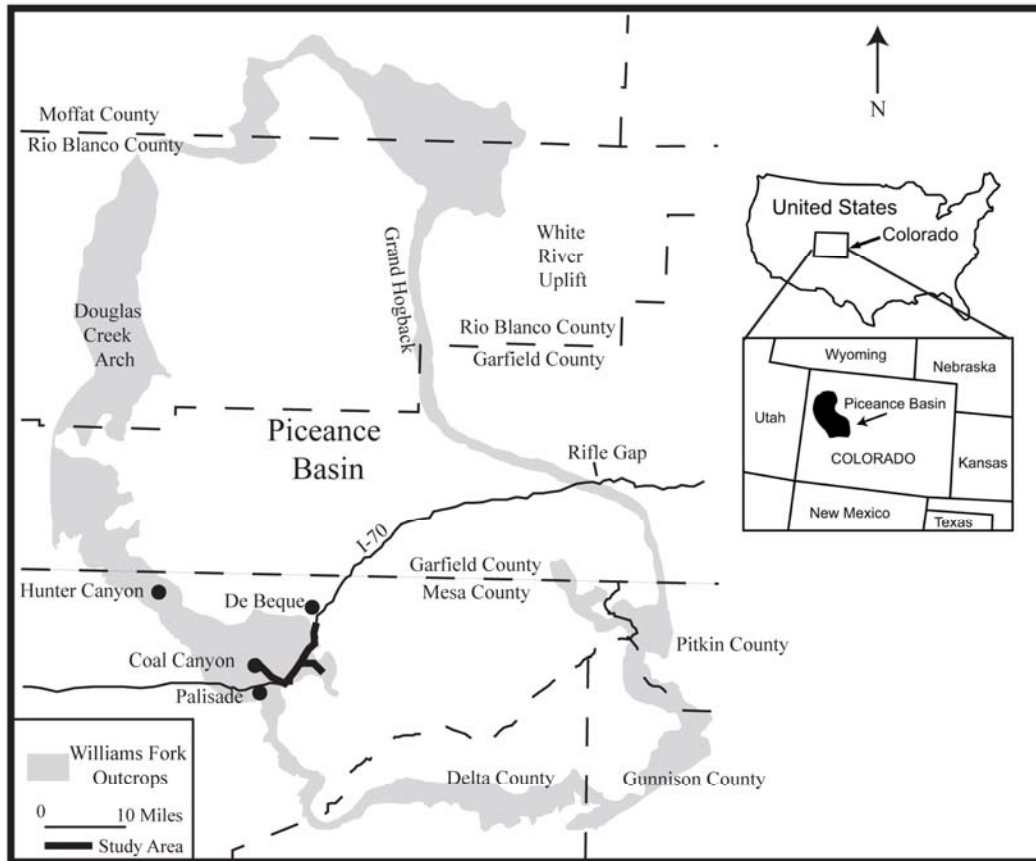 Moffat County
Rio Blanco County
N
United States
Colorado
White
River
Uplift
Grand Hogback
Douglas
Creek
Arch
Rio Blanco County
Garfield County
Wyoming
Nebraska
Utah
Piceance Basin
COLORADO
Kansas
New Mexico
Texas
Piceance
Basin
Rifle Gap
I-70
Garfield County
Mesa County
Hunter Canyon
De Beque
Pitkin County
Coal Canyon
Palisade
Delta County
Gunnison County
Williams Fork
Outcrops
0 10 Miles
Study Area